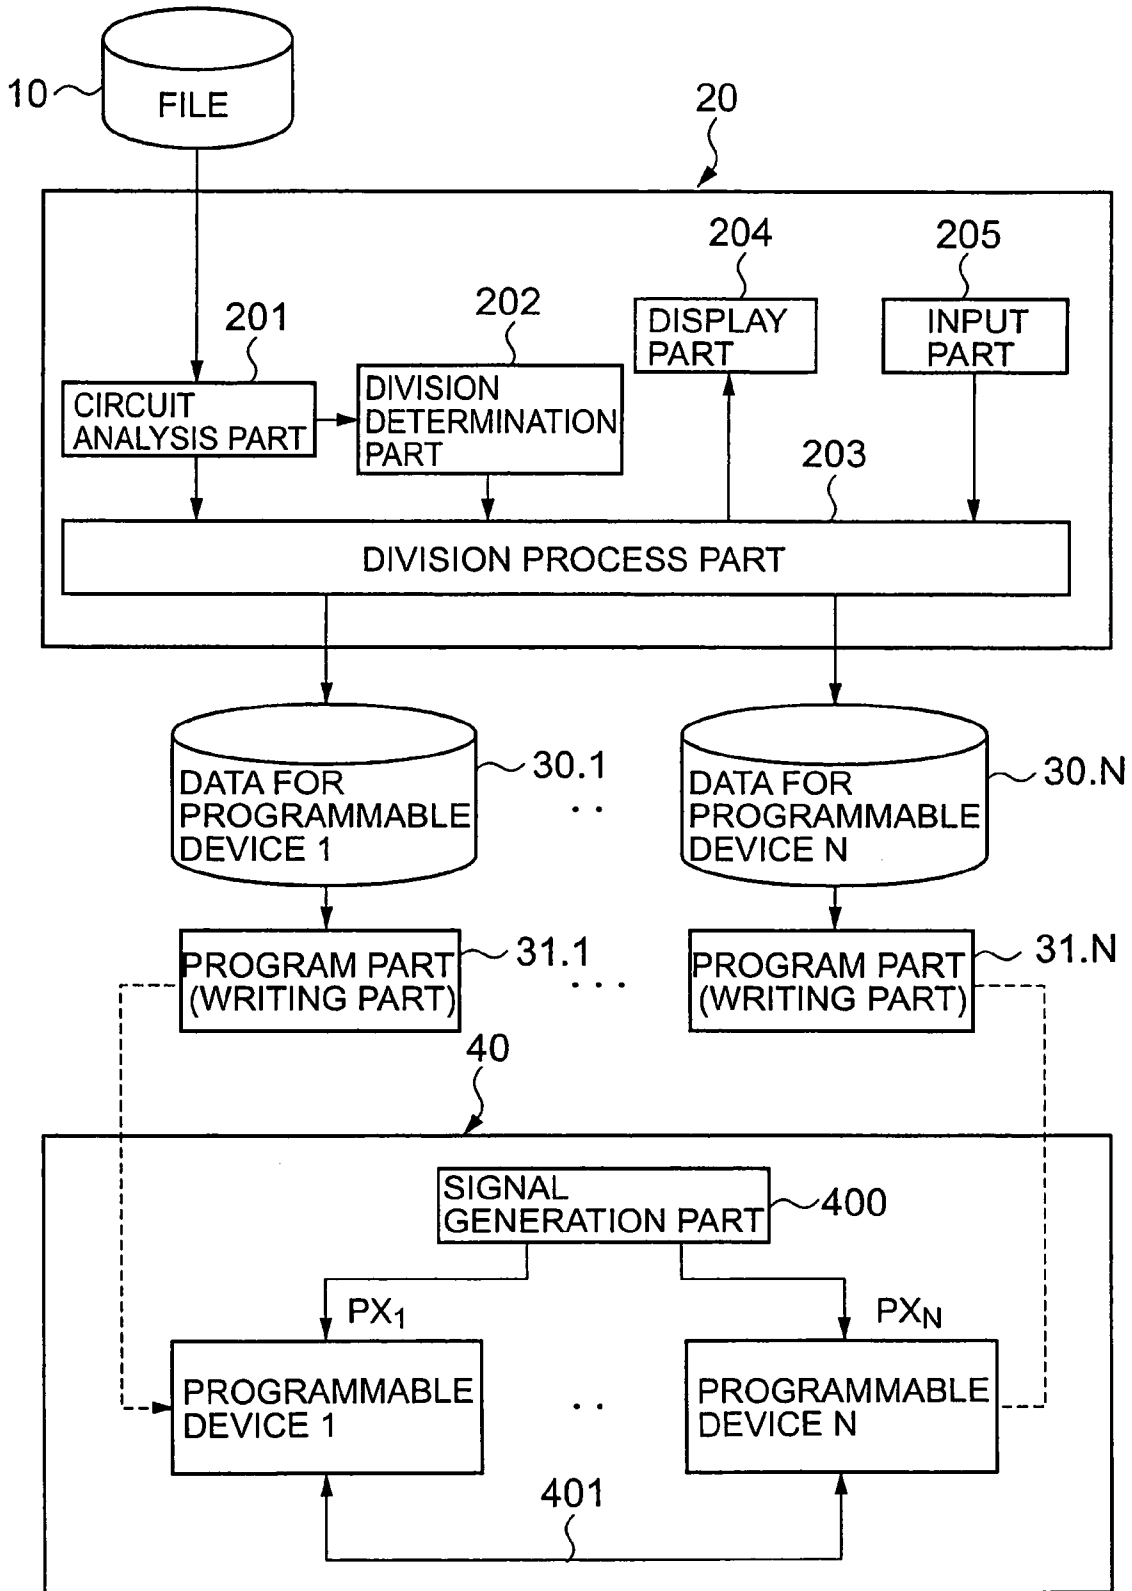 10
FILE
20
204
205
201
202
DISPLAY
PART
INPUT
PART
CIRCUIT
ANALYSIS PART
DIVISION
DETERMINATION
PART
203
DIVISION PROCESS PART
DATA FOR
PROGRAMMABLE
DEVICE 1
30.1
. .
DATA FOR
PROGRAMMABLE
DEVICE N
30.N
PROGRAM PART
(WRITING PART)
31.1
. . .
PROGRAM PART
(WRITING PART)
31.N
40
SIGNAL
GENERATION PART
400
PX1
PXN
PROGRAMMABLE
DEVICE 1
. .
PROGRAMMABLE
DEVICE N
401